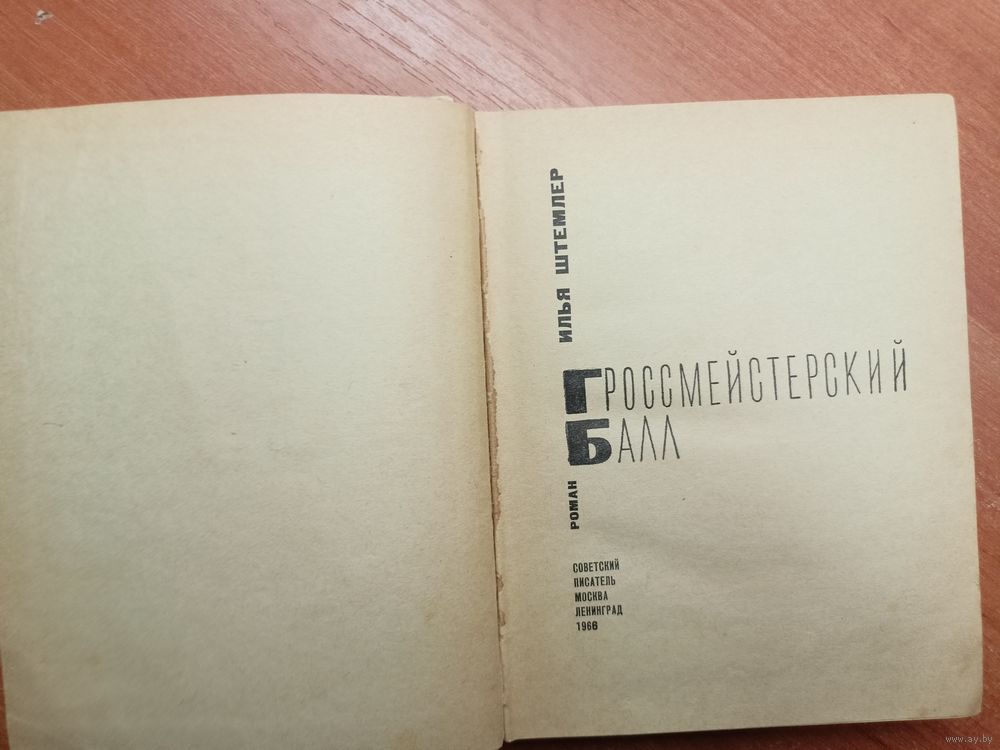 ИЛЬЯ ШТЕМЛЕР
ГРОССМЕЙСТЕРСКИЙ
БАЛЛ
РОМАН
СОВЕТСКИЙ
ПИСАТЕЛЬ
МОСКВА
ЛЕНИНГРАД
1966
www.ay.by